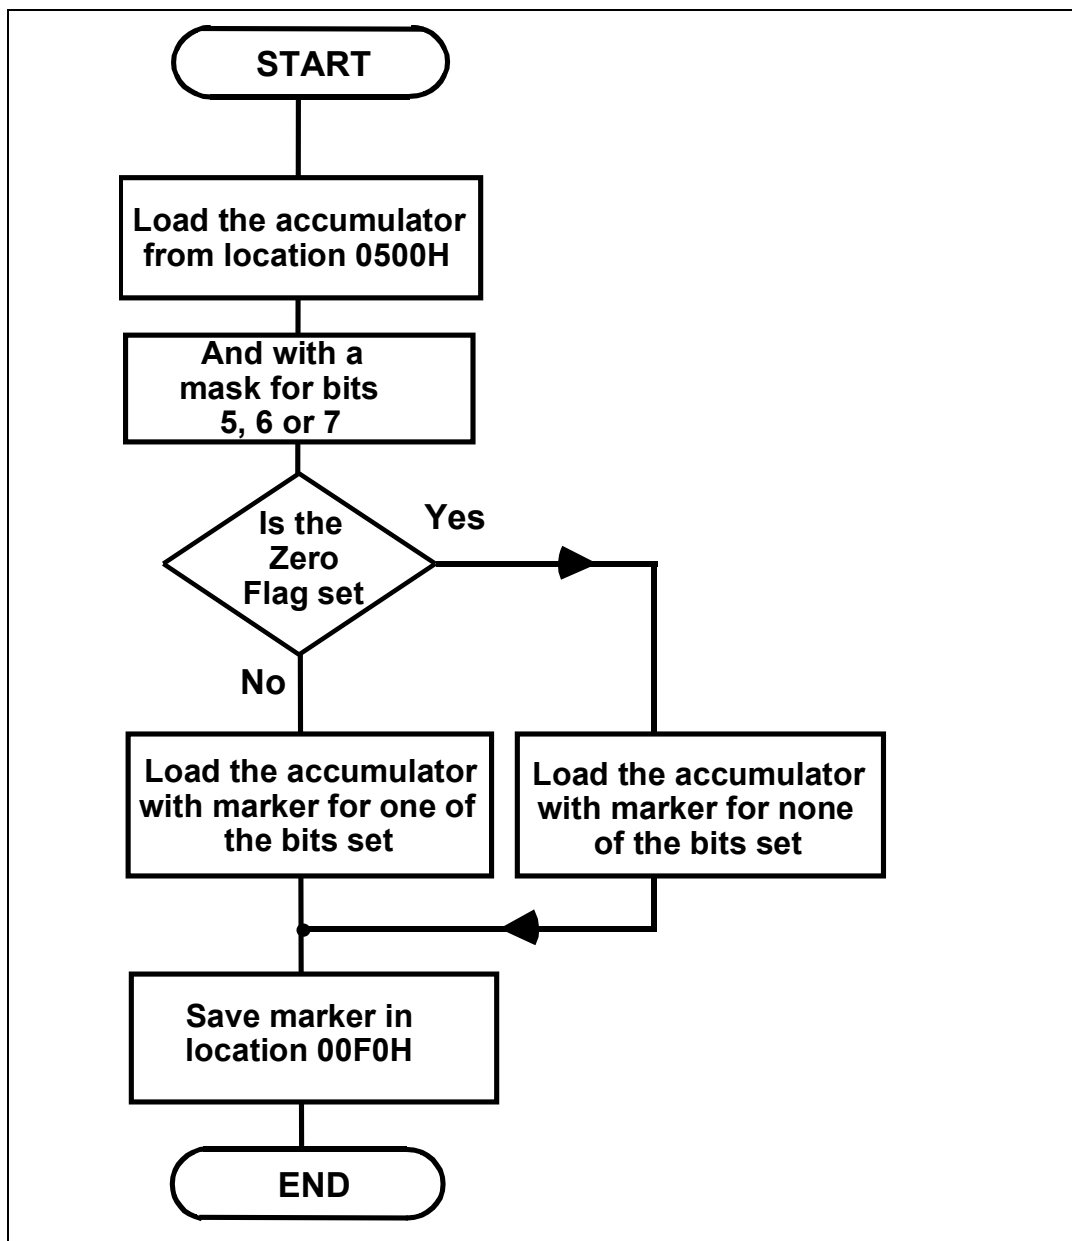 START
Load the accumulator
from location 0500H
And with a
mask for bits
5, 6 or 7
Is the
Zero
Flag set
Yes
No
Load the accumulator
with marker for one of
the bits set
Load the accumulator
with marker for none
of the bits set
Save marker in
location 00F0H
END